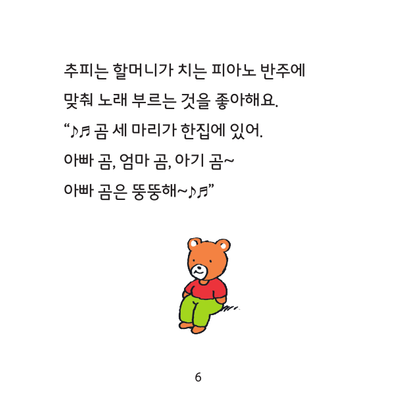 추피는 할머니가 치는 피아노 반주에
맞춰 노래 부르는 것을 좋아해요.
“♪♬곰 세 마리가 한집에 있어.
아빠 곰, 엄마 곰, 아기 곰~
아빠 곰은 뚱뚱해~♪♬”
6